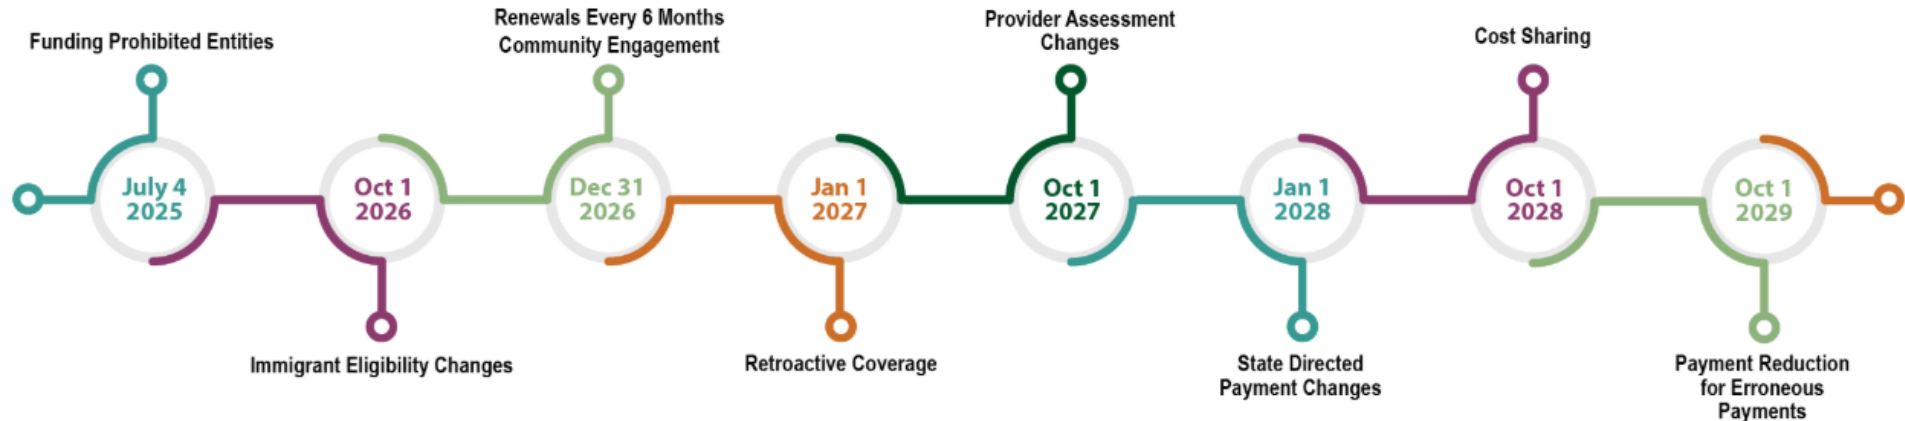 Funding Prohibited Entities
July 4
2025
Oct 1
2026
Immigrant Eligibility Changes
Renewals Every 6 Months
Community Engagement
Dec 31
2026
Jan 1
2027
Retroactive Coverage
Provider Assessment
Changes
Oct 1
2027
Jan 1
2028
State Directed
Payment Changes
Cost Sharing
Oct 1
2028
Oct 1
2029
Payment Reduction
for Erroneous
Payments